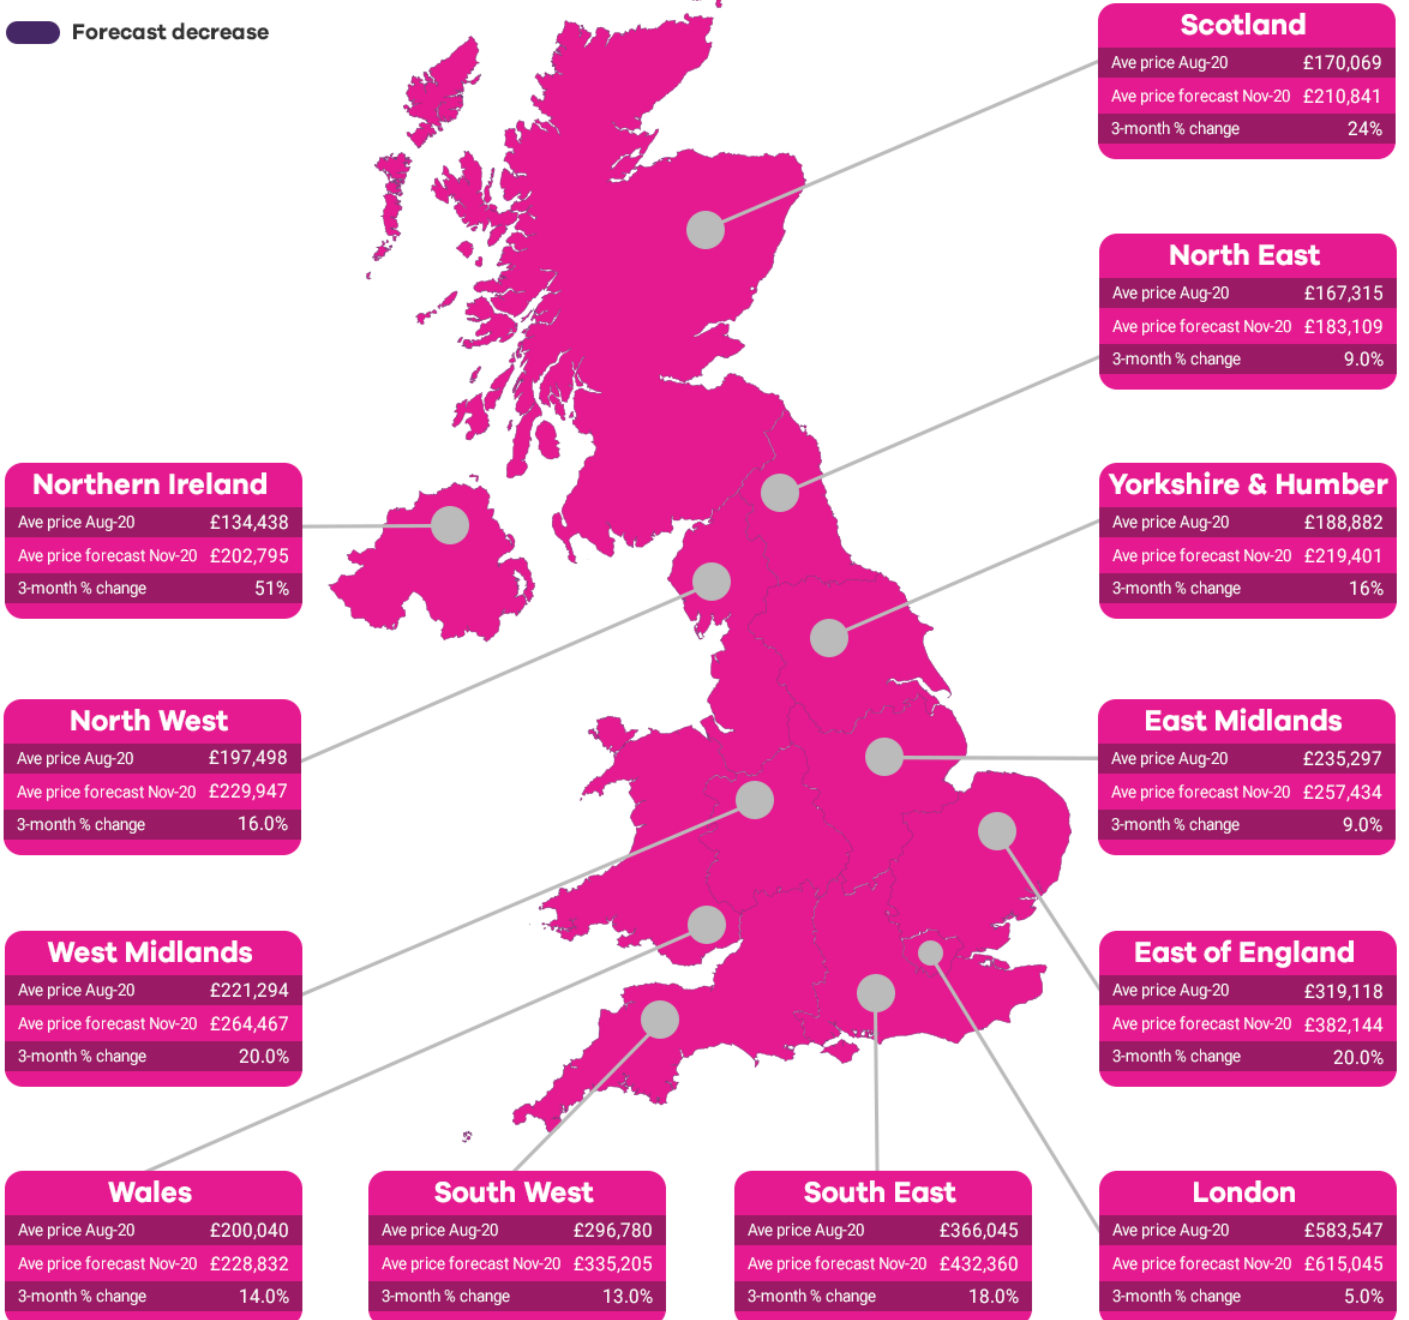 Forecast decrease
Scotland
Ave price Aug-20 £170,069
Ave price forecast Nov-20 £210,841
3-month % change 24%
North East
Ave price Aug-20 £167,315
Ave price forecast Nov-20 £183,109
3-month % change 9.0%
Northern Ireland
Ave price Aug-20 £134,438
Ave price forecast Nov-20 £202,795
3-month % change 51%
Yorkshire & Humber
Ave price Aug-20 £188,882
Ave price forecast Nov-20 £219,401
3-month % change 16%
North West
Ave price Aug-20 £197,498
Ave price forecast Nov-20 £229,947
3-month % change 16.0%
East Midlands
Ave price Aug-20 £235,297
Ave price forecast Nov-20 £257,434
3-month % change 9.0%
West Midlands
Ave price Aug-20 £221,294
Ave price forecast Nov-20 £264,467
3-month % change 20.0%
East of England
Ave price Aug-20 £319,118
Ave price forecast Nov-20 £382,144
3-month % change 20.0%
Wales
Ave price Aug-20 £200,040
Ave price forecast Nov-20 £228,832
3-month % change 14.0%
South West
Ave price Aug-20 £296,780
Ave price forecast Nov-20 £335,205
3-month % change 13.0%
South East
Ave price Aug-20 £366,045
Ave price forecast Nov-20 £432,360
3-month % change 18.0%
London
Ave price Aug-20 £583,547
Ave price forecast Nov-20 £615,045
3-month % change 5.0%